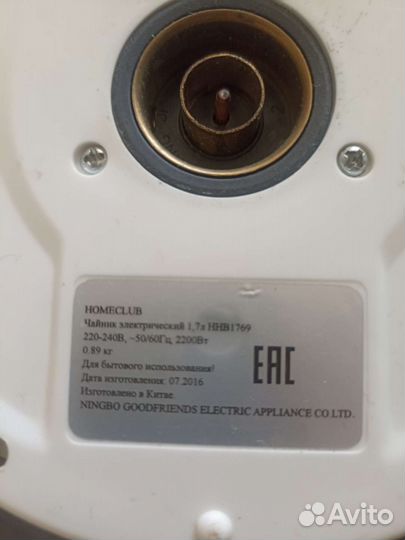 HOMECLUB
Чайник электрический 1,7л HHB1769
220-240В, ~50/60Гц, 2200Вт
0.89 кг
Для бытового использования!
Дата изготовления: 07.2016
Изготовлено в Китае.
NINGBO GOODFRIENDS ELECTRIC APPLIANCE CO LTD.
EAC
Avito